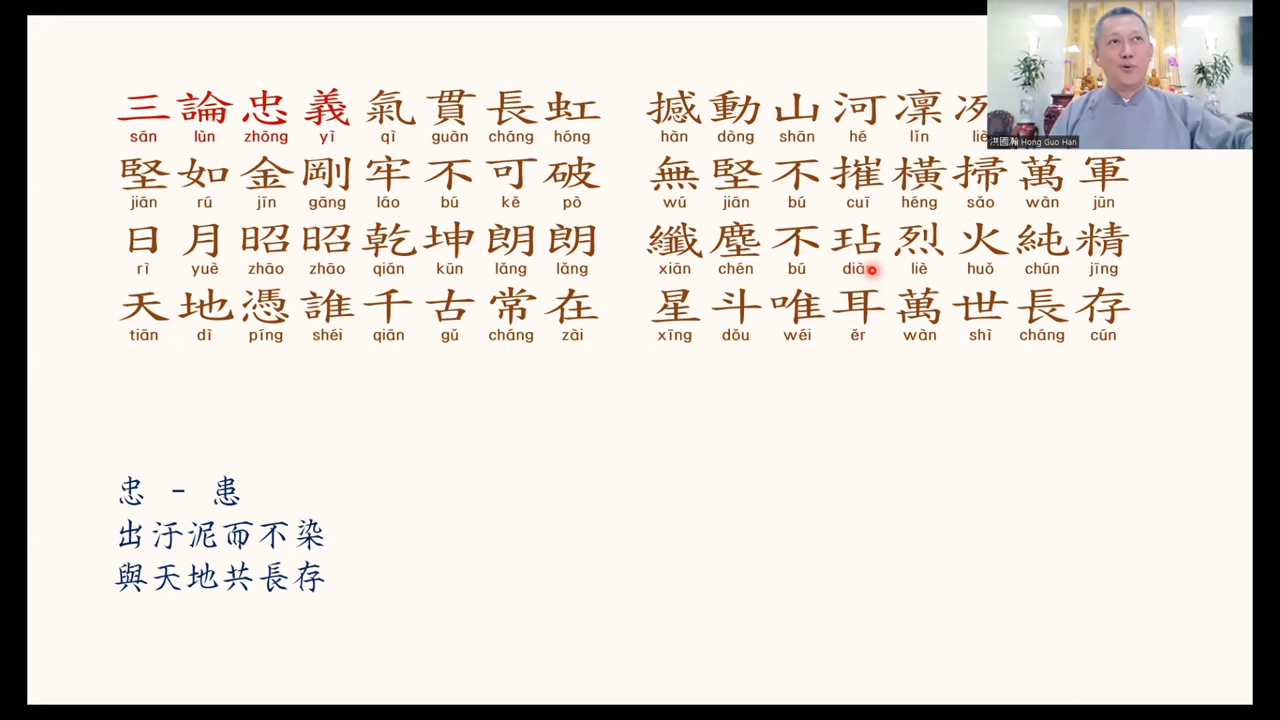 三論忠義氣貫長虹 撼動山河凜冽
sān lùn zhōng yì qì guàn cháng hóng hàn dòng shān hé lǐn liè
堅如金剛牢不可破 無堅不摧橫掃萬軍
jiān rú jīn gāng láo bú kě pò wú jiān bú cuī héng sǎo wàn jūn
日月昭昭乾坤朗朗 纖塵不玷烈火純精
rì yuè zhāo zhāo qián kūn lǎng lǎng xiān chén bú dià liè huǒ chún jīng
天地憑誰千古常在 星斗唯耳萬世長存
tiān dì píng shéi qiān gǔ cháng zài xīng dǒu wéi ěr wàn shì cháng cún
忠 - 患
出汙泥而不染
與天地共長存
洪國瀚 Hong Guo Han